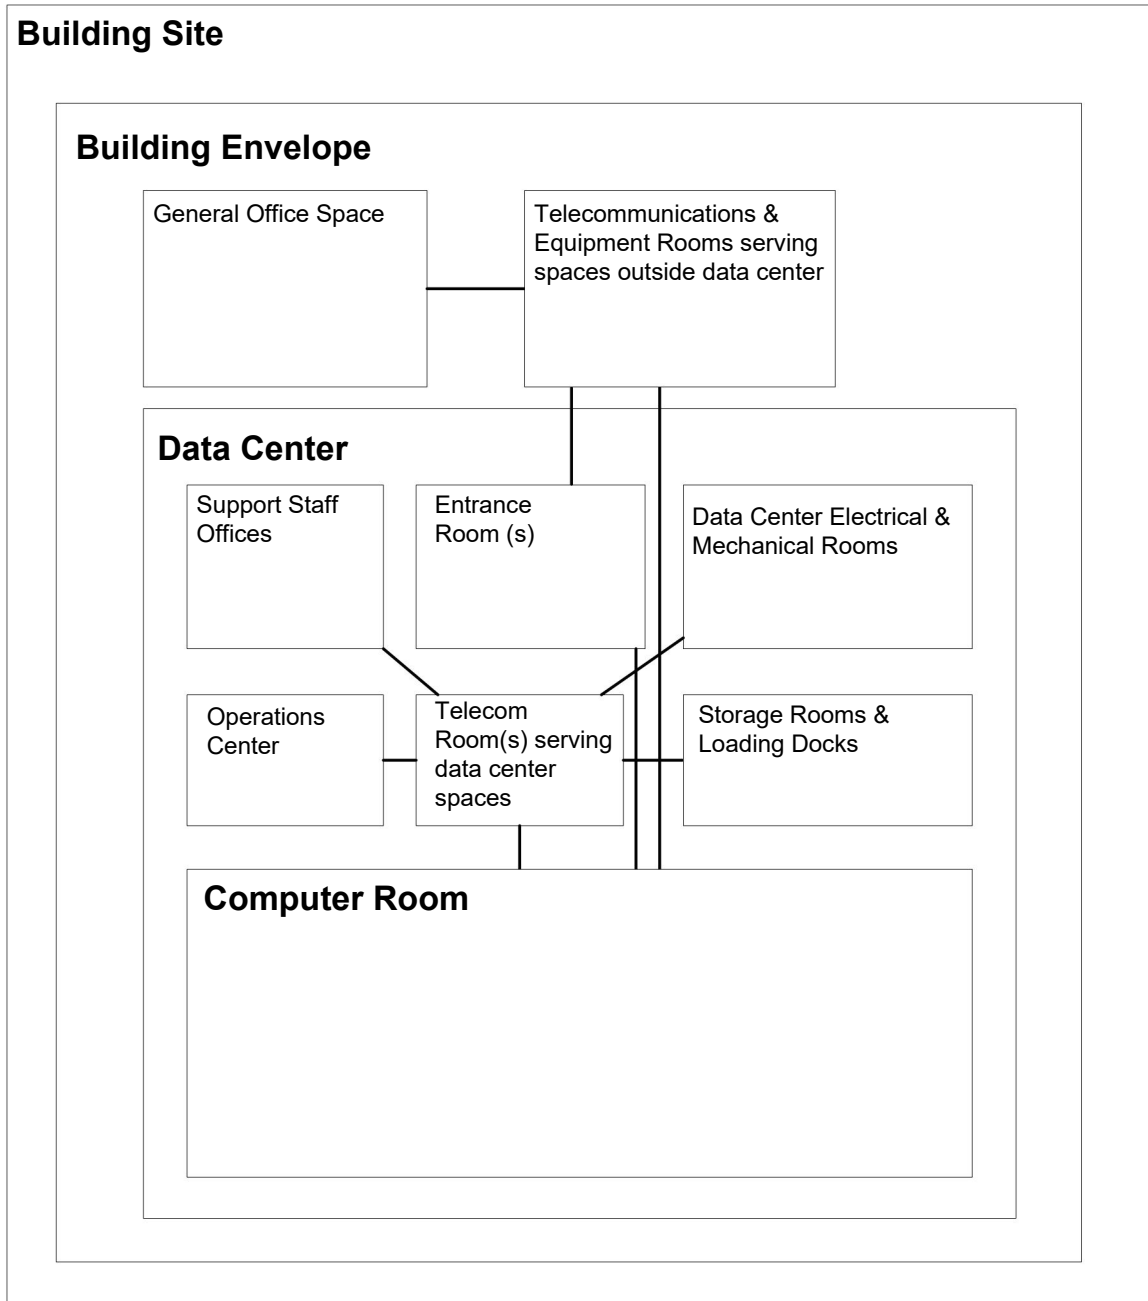 Building Site
Building Envelope
General Office Space
Telecommunications &
Equipment Rooms serving
spaces outside data center
Data Center
Support Staff
Offices
Entrance
Room (s)
Data Center Electrical &
Mechanical Rooms
Operations
Center
Telecom
Room(s) serving
data center
spaces
Storage Rooms &
Loading Docks
Computer Room